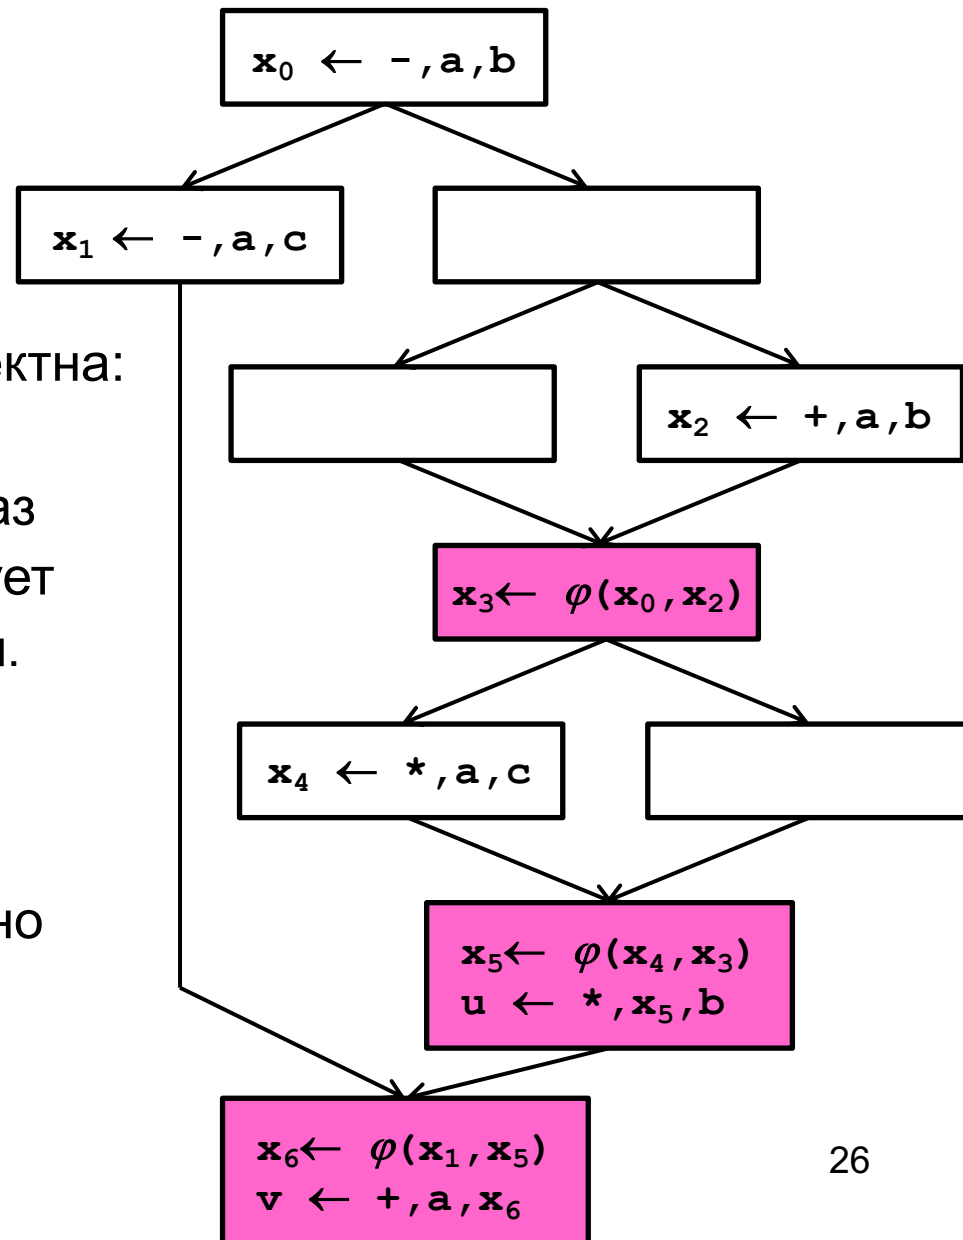 x₀ ← -,a,b
x₁ ← -,a,c
ектна:
x₂ ← +,a,b
аз
ует
x₃← φ(x₀,x₂)
x₄ ← *,a,c
но
x₅← φ(x₄,x₃)
u ← *,x₅,b
x₆← φ(x₁,x₅)
v ← +,a,x₆
26